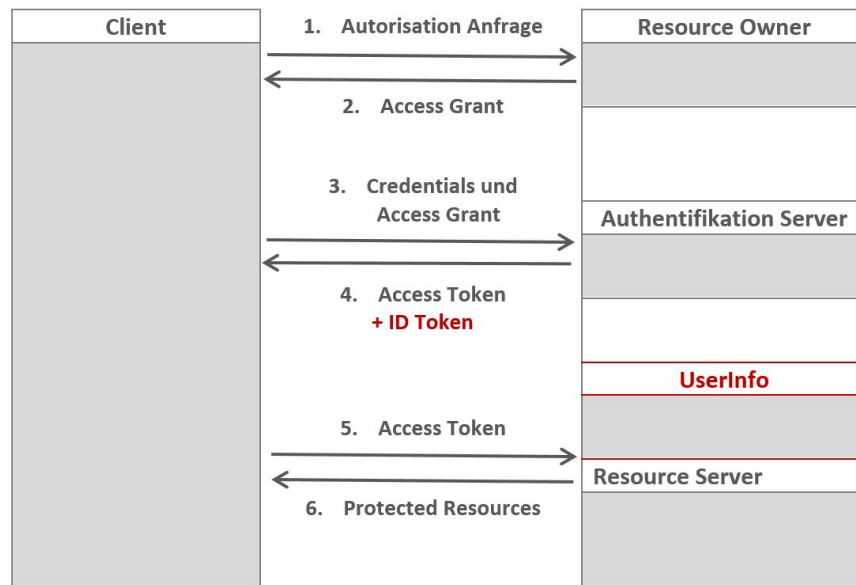 Client
1. Autorisation Anfrage
Resource Owner
2. Access Grant
3. Credentials und
Access Grant
Authentifikation Server
4. Access Token
+ ID Token
UserInfo
5. Access Token
Resource Server
6. Protected Resources